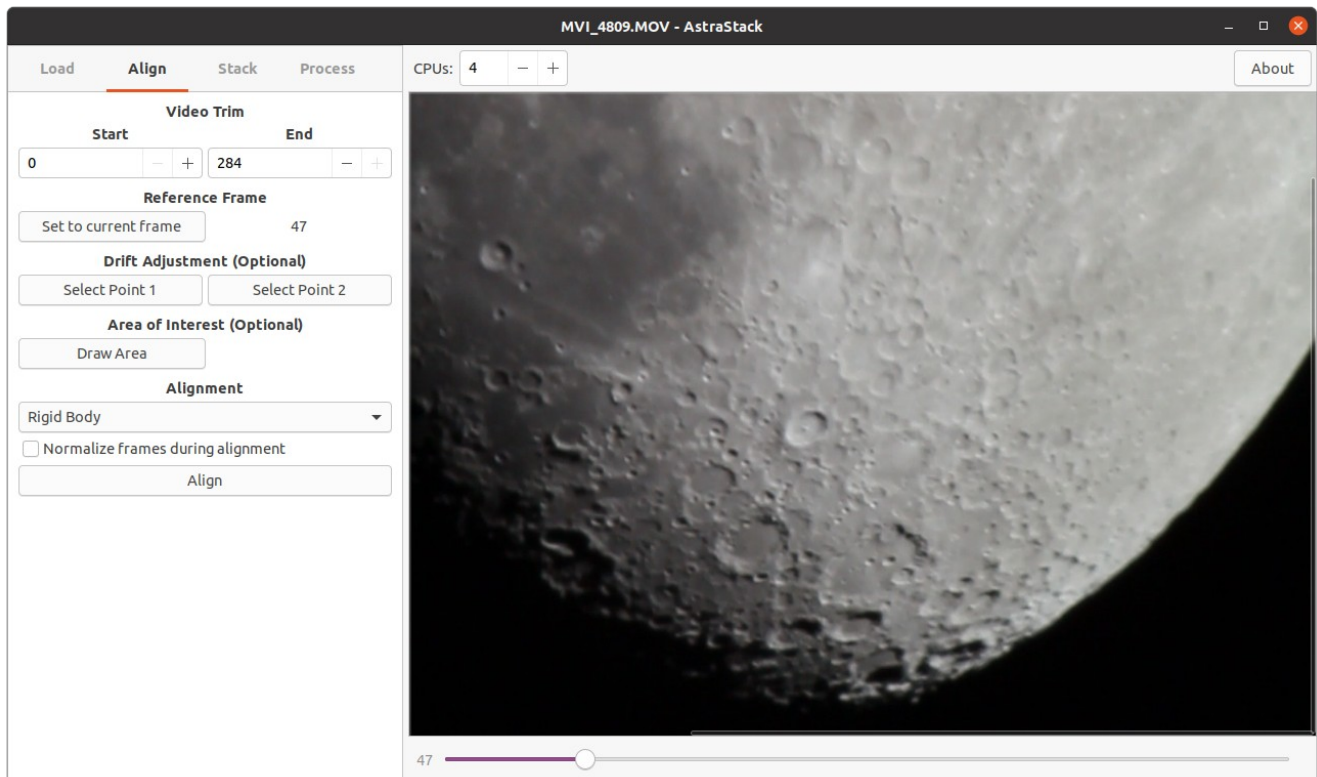 MVI_4809.MOV - AstraStack
Load Align Stack Process
CPUs: 4
About
Video Trim
Start End
0 284
Reference Frame
Set to current frame 47
Drift Adjustment (Optional)
Select Point 1 Select Point 2
Area of Interest (Optional)
Draw Area
Alignment
Rigid Body
Normalize frames during alignment
Align
47